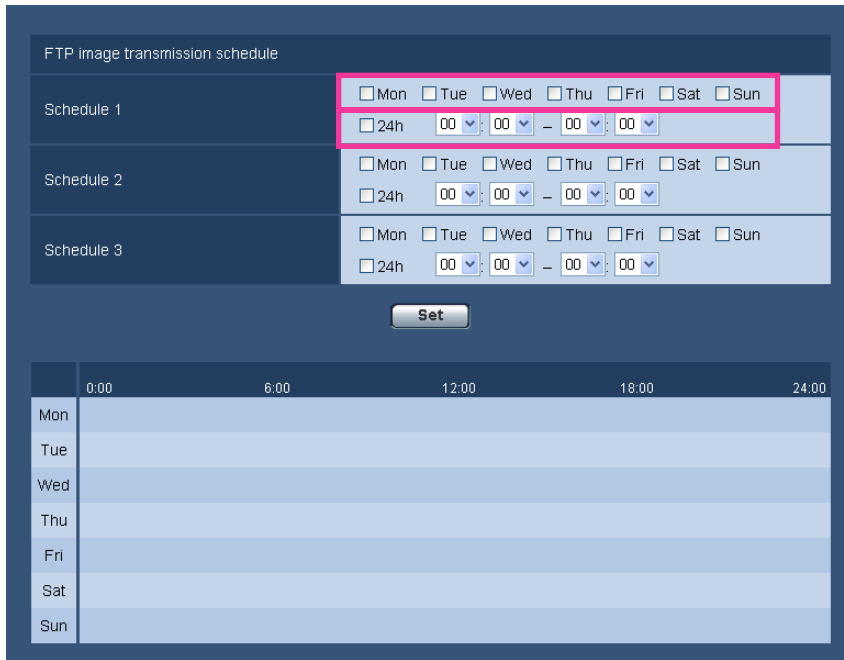 FTP image transmission schedule
Schedule 1
Mon Tue Wed Thu Fri Sat Sun
24h 00 : 00 – 00 : 00
Schedule 2
Mon Tue Wed Thu Fri Sat Sun
24h 00 : 00 – 00 : 00
Schedule 3
Mon Tue Wed Thu Fri Sat Sun
24h 00 : 00 – 00 : 00
Set
0:00 6:00 12:00 18:00 24:00
Mon
Tue
Wed
Thu
Fri
Sat
Sun